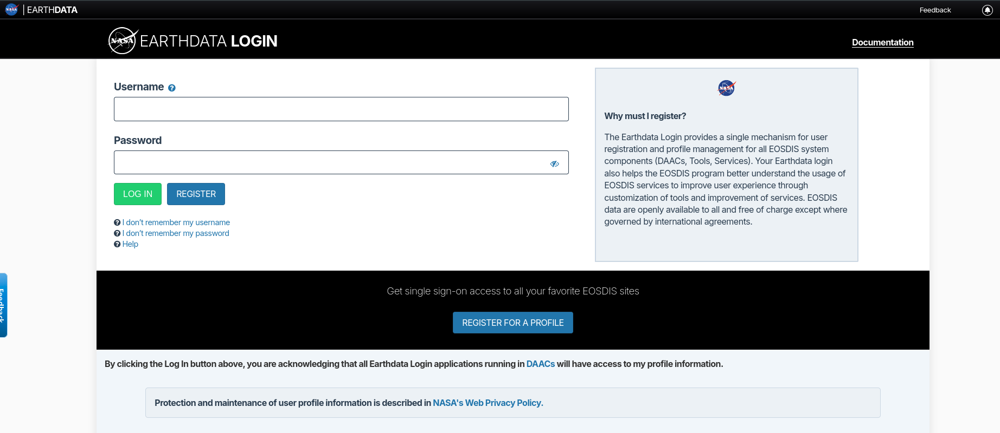 NASA | EARTHDATA
Feedback
NASA EARTHDATA LOGIN
Documentation
Username ?
Password
LOG IN REGISTER
? I don't remember my username
? I don't remember my password
? Help
NASA
Why must I register?
The Earthdata Login provides a single mechanism for user
registration and profile management for all EOSDIS system
components (DAACs, Tools, Services). Your Earthdata login
also helps the EOSDIS program better understand the usage of
EOSDIS services to improve user experience through
customization of tools and improvement of services. EOSDIS
data are openly available to all and free of charge except where
governed by international agreements.
Feedback
Get single sign-on access to all your favorite EOSDIS sites
REGISTER FOR A PROFILE
By clicking the Log In button above, you are acknowledging that all Earthdata Login applications running in DAACs will have access to my profile information.
Protection and maintenance of user profile information is described in NASA's Web Privacy Policy.